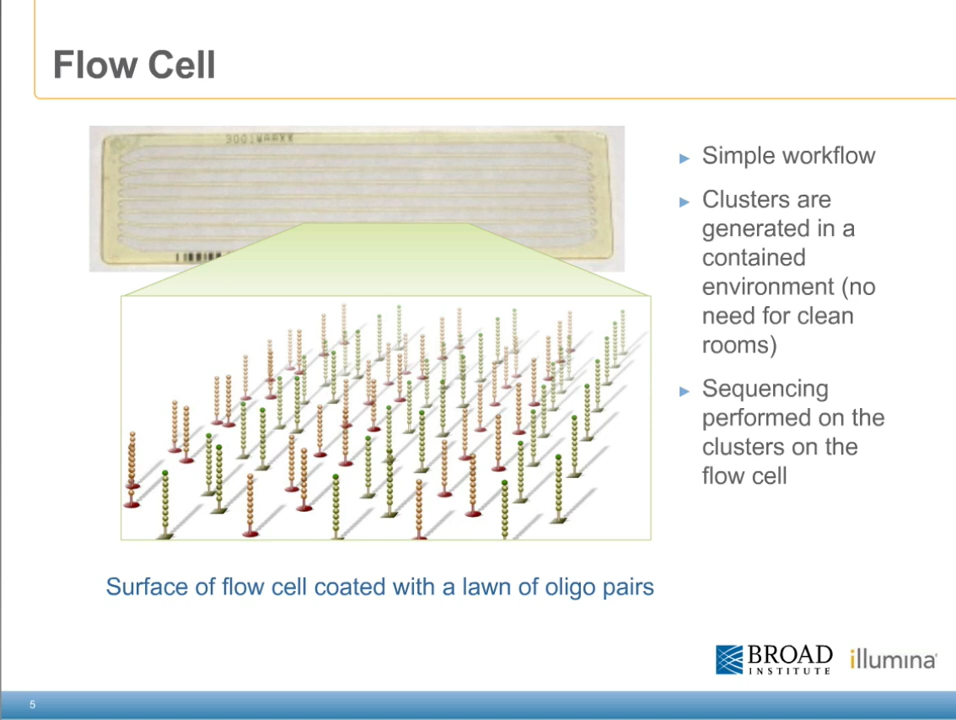 Flow Cell
► Simple workflow
► Clusters are
generated in a
contained
environment (no
need for clean
rooms)
► Sequencing
performed on the
clusters on the
flow cell
Surface of flow cell coated with a lawn of oligo pairs
BROAD
INSTITUTE
illumina
5